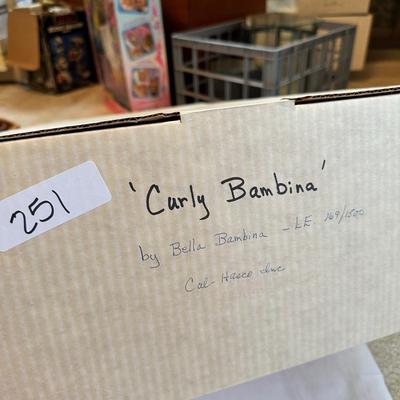 251
'Curly Bambina'
by Bella Bambina - LE 169/1500
Cal-Hasco Inc